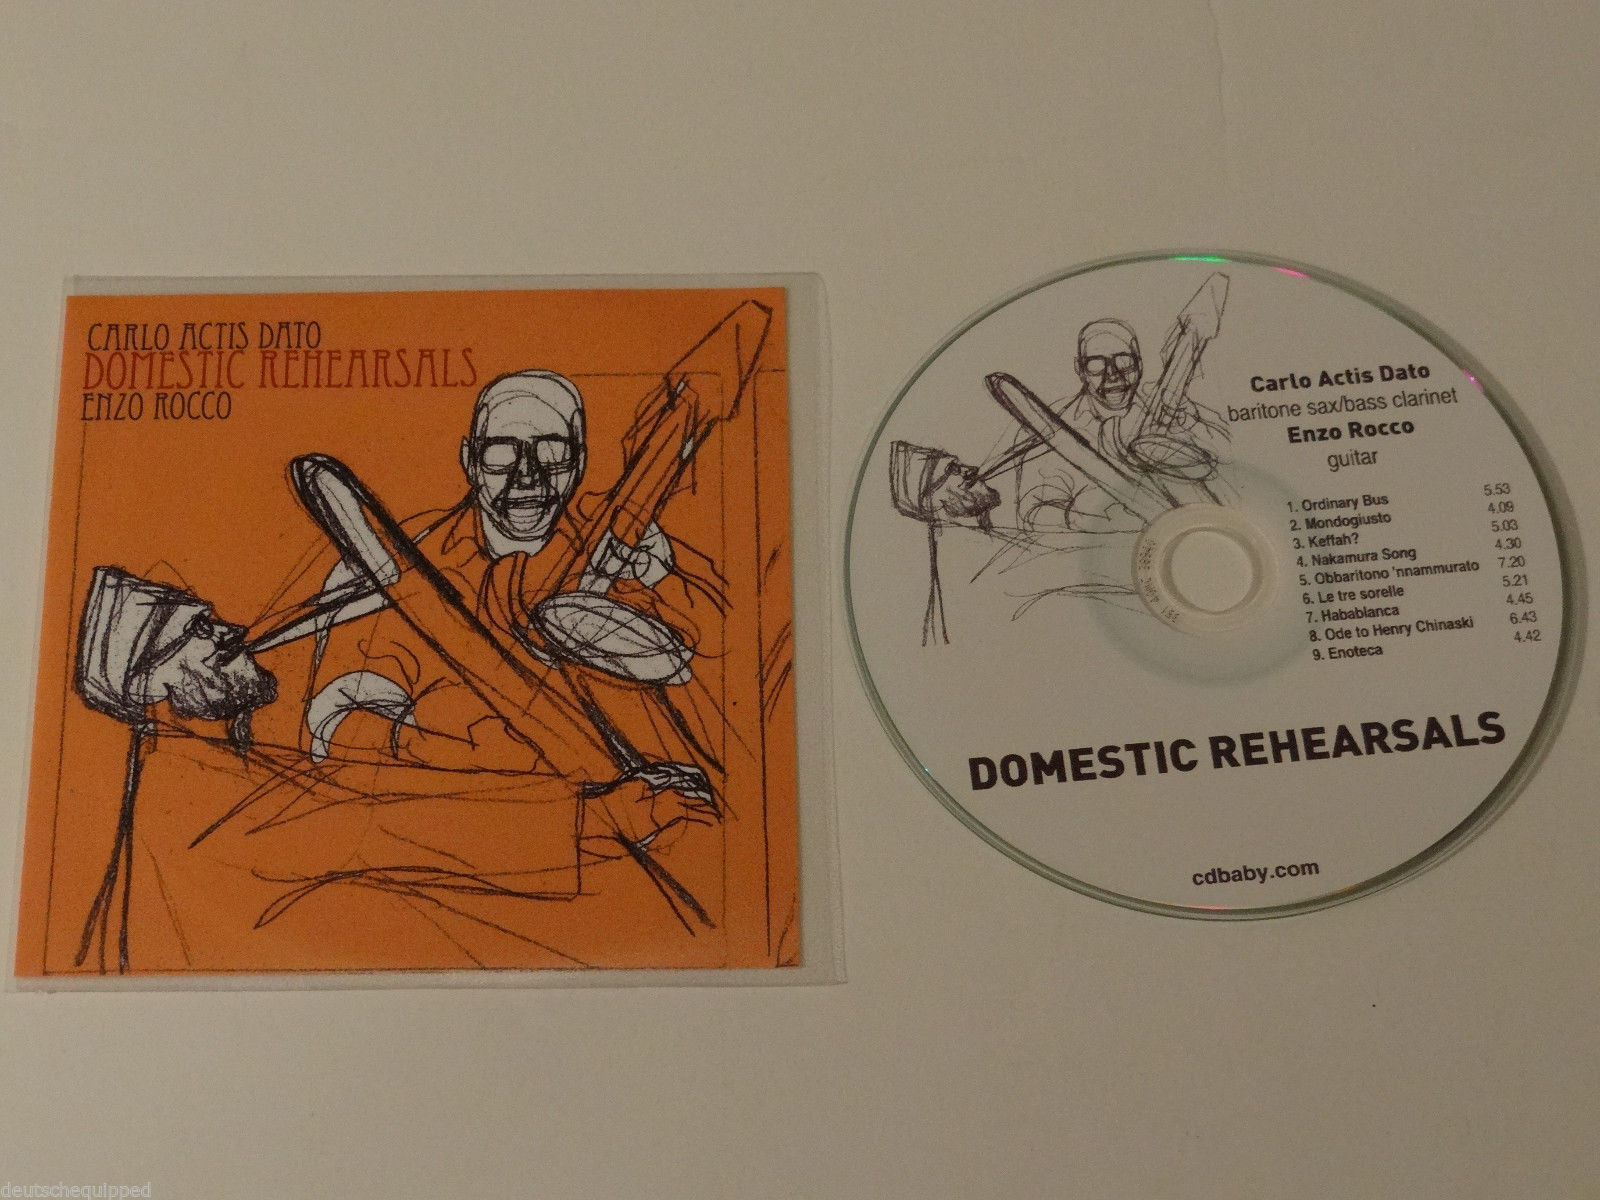 CARLO ACTIS DATO
DOMESTIC REHEARSALS
ENZO ROCCO
Carlo Actis Dato
baritone sax/bass clarinet
Enzo Rocco
guitar
1. Ordinary Bus 5.53
2. Mondogiusto 4.09
3. Keffah? 5.03
4. Nakamura Song 4.30
5. Obbaritono 'nnammurato 7.20
6. Le tre sorelle 5.21
7. Habablanca 4.45
8. Ode to Henry Chinaski 6.43
9. Enoteca 4.42
DOMESTIC REHEARSALS
cdbaby.com
deutschequipped